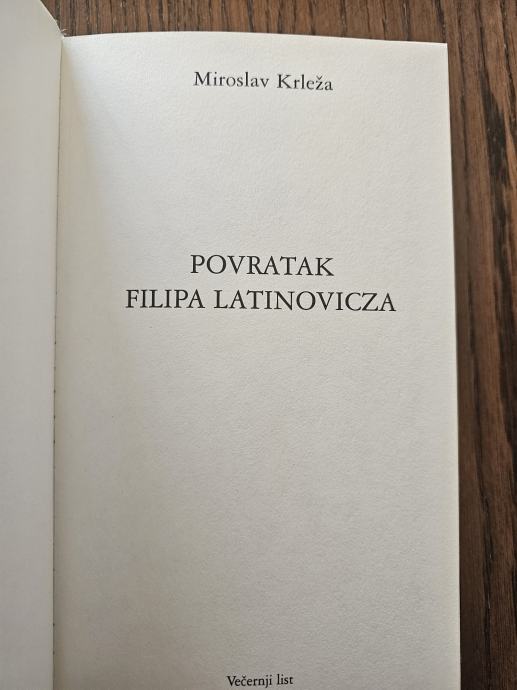 Miroslav Krleža
POVRATAK
FILIPA LATINOVICZA
Večernji list